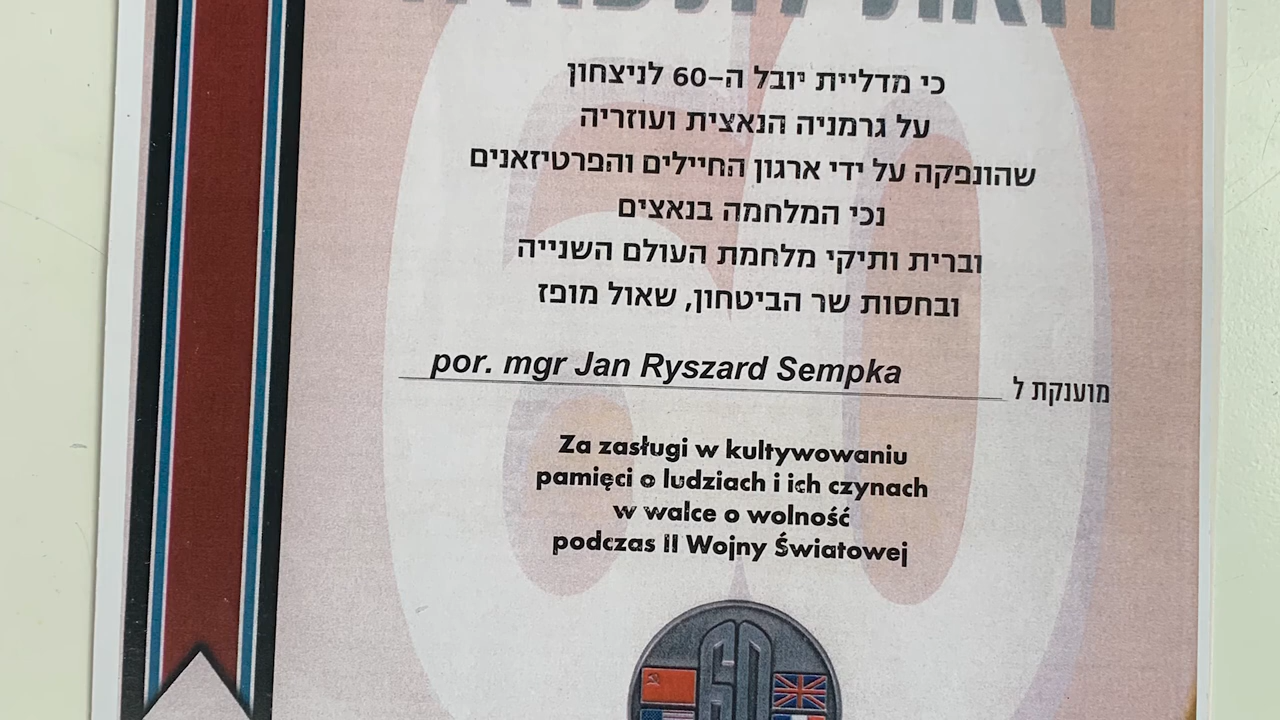 כי מדליית יובל ה-60 לניצחון
על גרמניה הנאצית ועוזריה
שהונפקה על ידי ארגון החיילים והפרטיזאנים
נכי המלחמה בנאצים
וברית ותיקי מלחמת העולם השנייה
ובחסות שר הביטחון, שאול מופז
מוענקת ל por. mgr Jan Ryszard Sempka
Za zasługi w kultywowaniu
pamięci o ludziach i ich czynach
w walce o wolność
podczas II Wojny Światowej
60